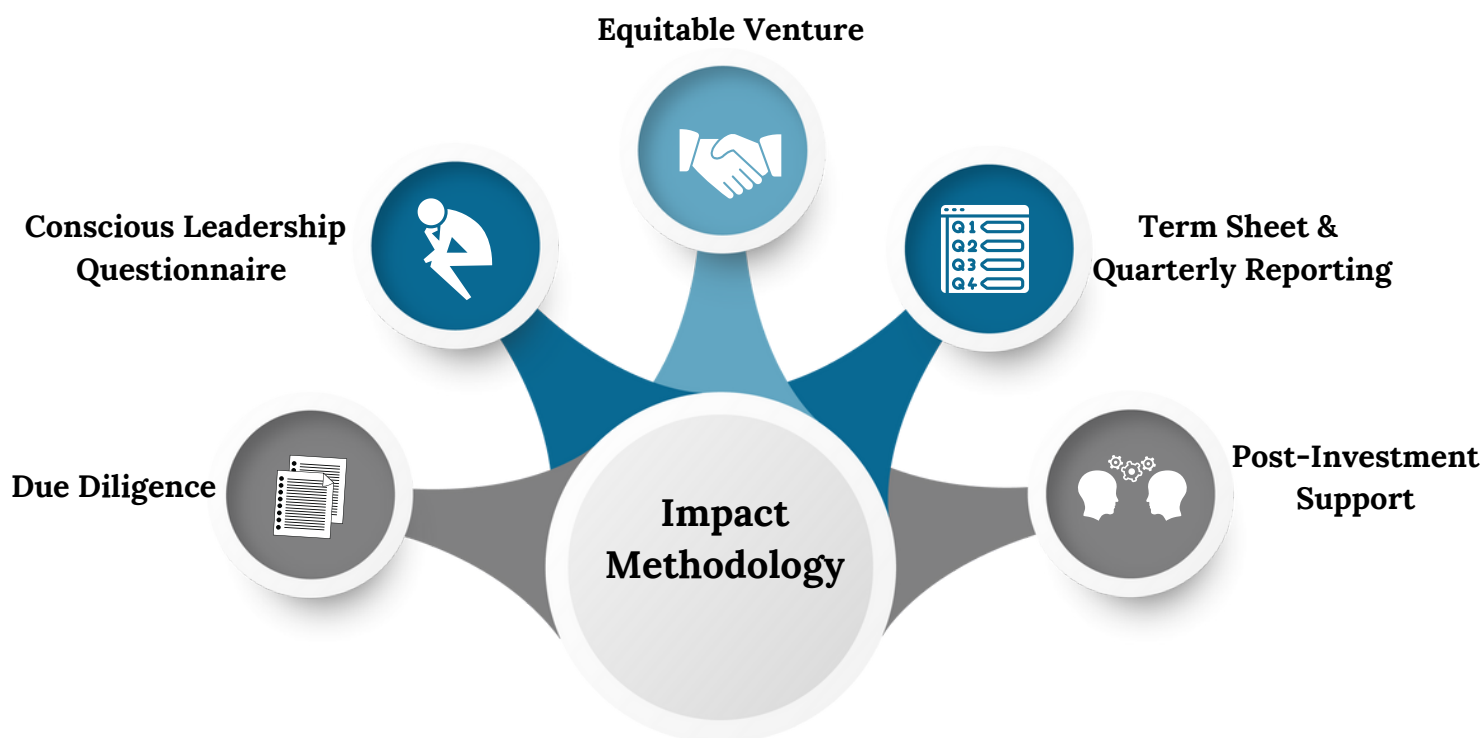 Equitable Venture
Conscious Leadership
Questionnaire
Q1
Q2
Q3
Q4
Term Sheet &
Quarterly Reporting
Due Diligence
Post-Investment
Support
Impact
Methodology